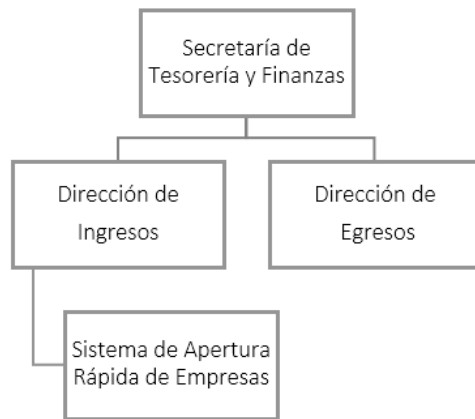 Secretaría de
Tesorería y Finanzas
Dirección de
Ingresos
Dirección de
Egresos
Sistema de Apertura
Rápida de Empresas